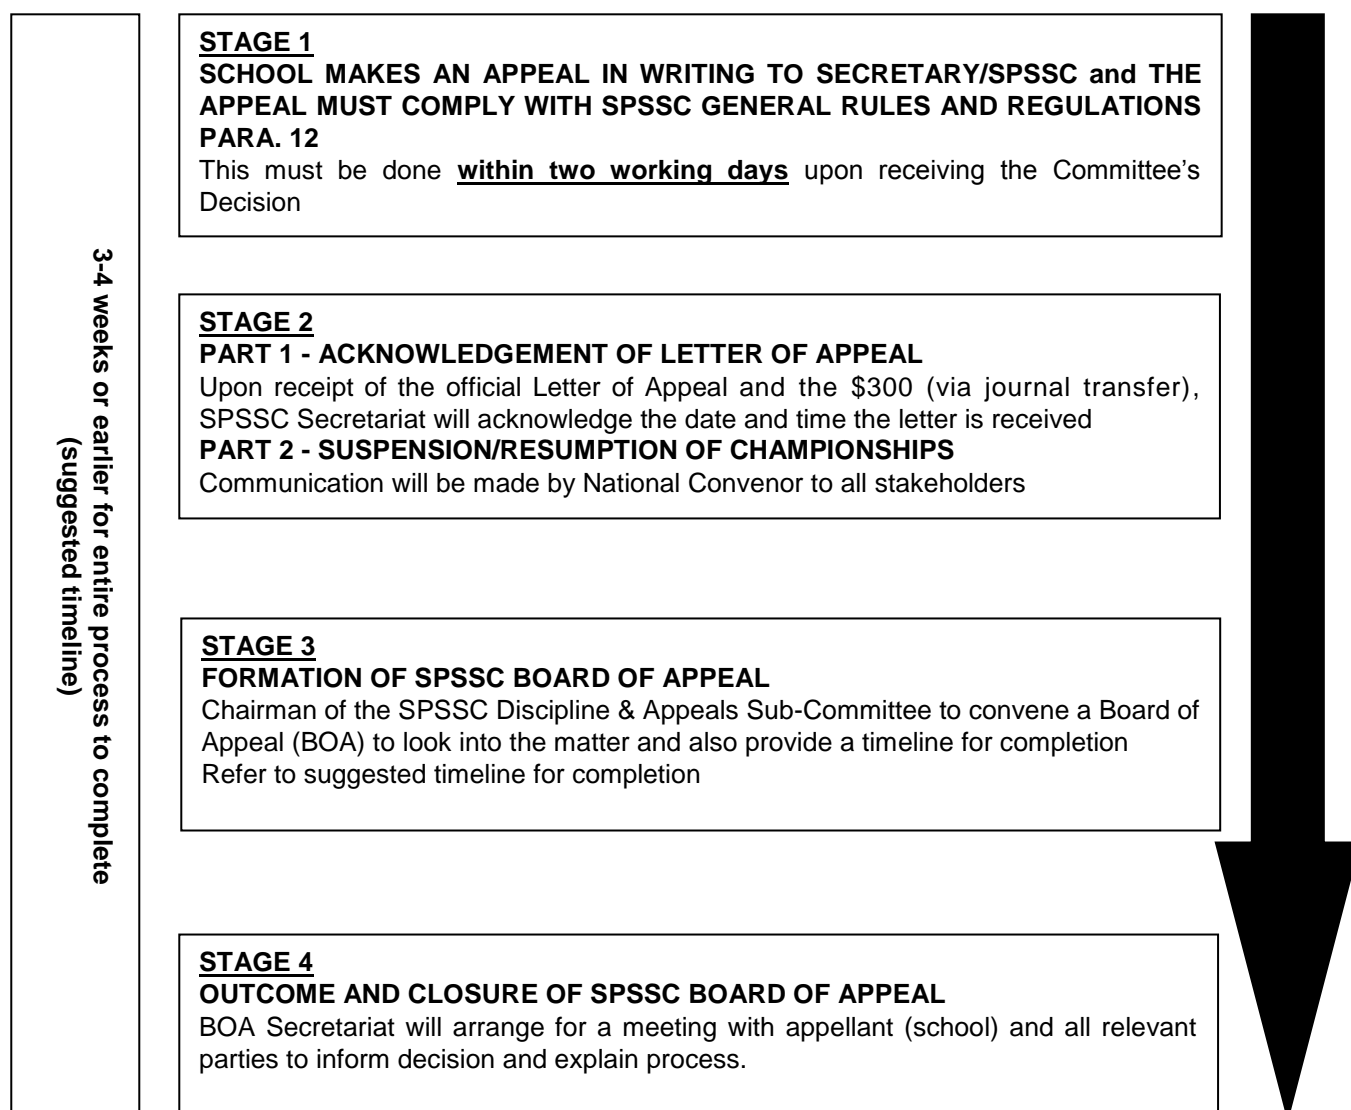 STAGE 1
SCHOOL MAKES AN APPEAL IN WRITING TO SECRETARY/SPSSC and THE
APPEAL MUST COMPLY WITH SPSSC GENERAL RULES AND REGULATIONS
PARA. 12
This must be done within two working days upon receiving the Committee's
Decision
3-4 weeks or earlier for entire process to complete
(suggested timeline)
STAGE 2
PART 1 - ACKNOWLEDGEMENT OF LETTER OF APPEAL
Upon receipt of the official Letter of Appeal and the $300 (via journal transfer),
SPSSC Secretariat will acknowledge the date and time the letter is received
PART 2 - SUSPENSION/RESUMPTION OF CHAMPIONSHIPS
Communication will be made by National Convenor to all stakeholders
STAGE 3
FORMATION OF SPSSC BOARD OF APPEAL
Chairman of the SPSSC Discipline & Appeals Sub-Committee to convene a Board of
Appeal (BOA) to look into the matter and also provide a timeline for completion
Refer to suggested timeline for completion
STAGE 4
OUTCOME AND CLOSURE OF SPSSC BOARD OF APPEAL
BOA Secretariat will arrange for a meeting with appellant (school) and all relevant
parties to inform decision and explain process.